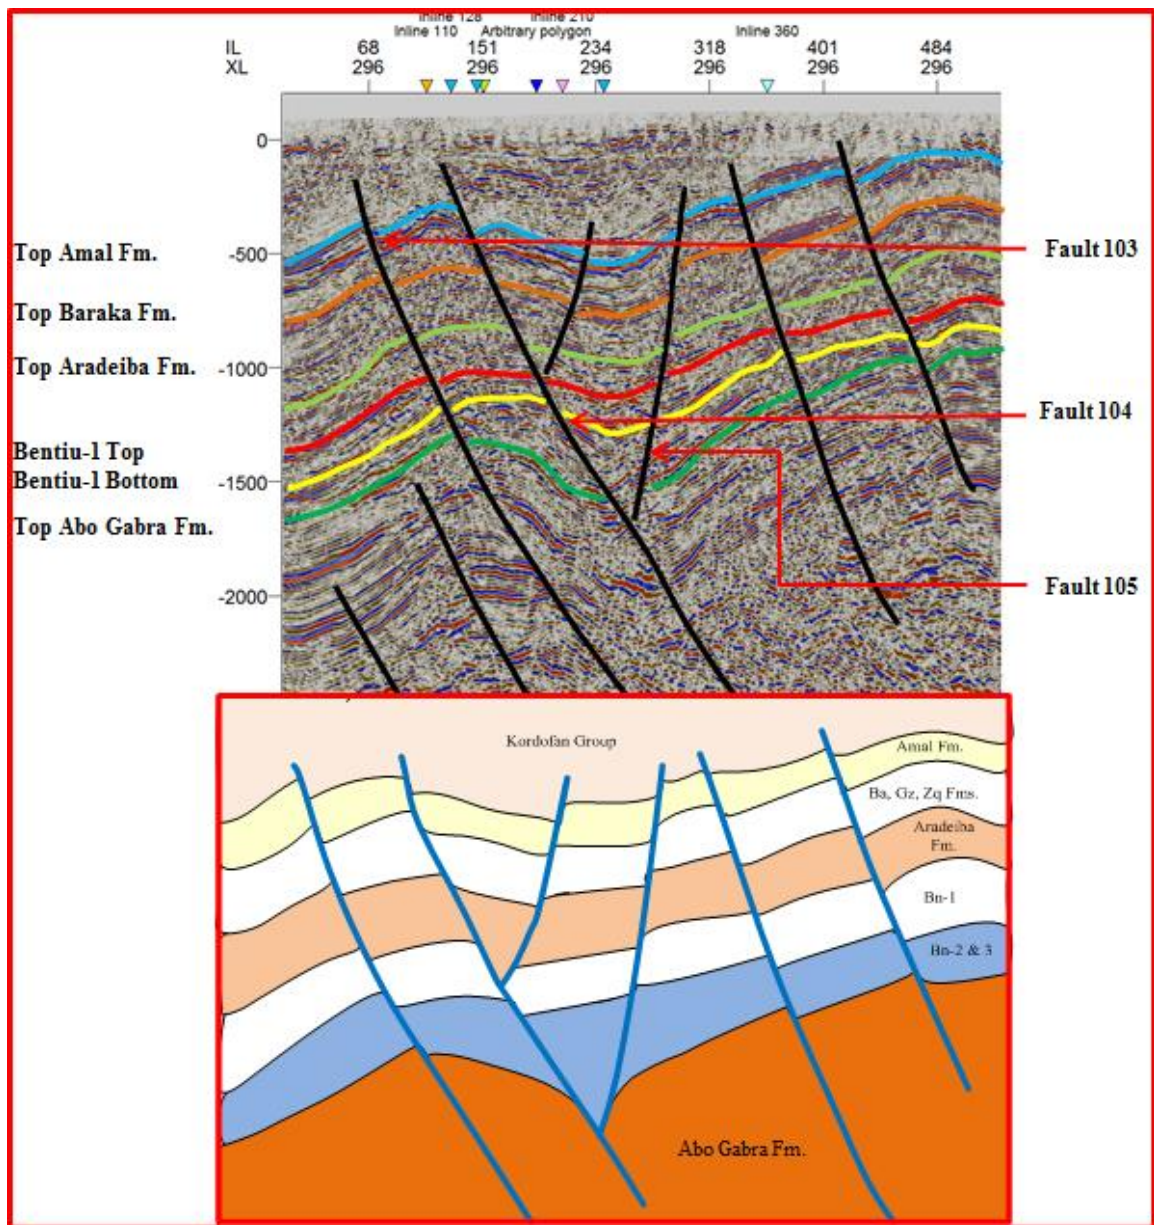 Inline 128 Inline 210
Inline 110 Arbitrary polygon Inline 360
IL 68 151 234 318 401 484
XL 296 296 296 296 296 296
0
-500
-1000
-1500
-2000
Top Amal Fm.
Top Baraka Fm.
Top Aradeiba Fm.
Bentiu-1 Top
Bentiu-1 Bottom
Top Abo Gabra Fm.
Fault 103
Fault 104
Fault 105
Kordofan Group
Amal Fm.
Ba, Gz, Zq Fms.
Aradeiba
Fm.
Bn-1
Bn-2 & 3
Abo Gabra Fm.